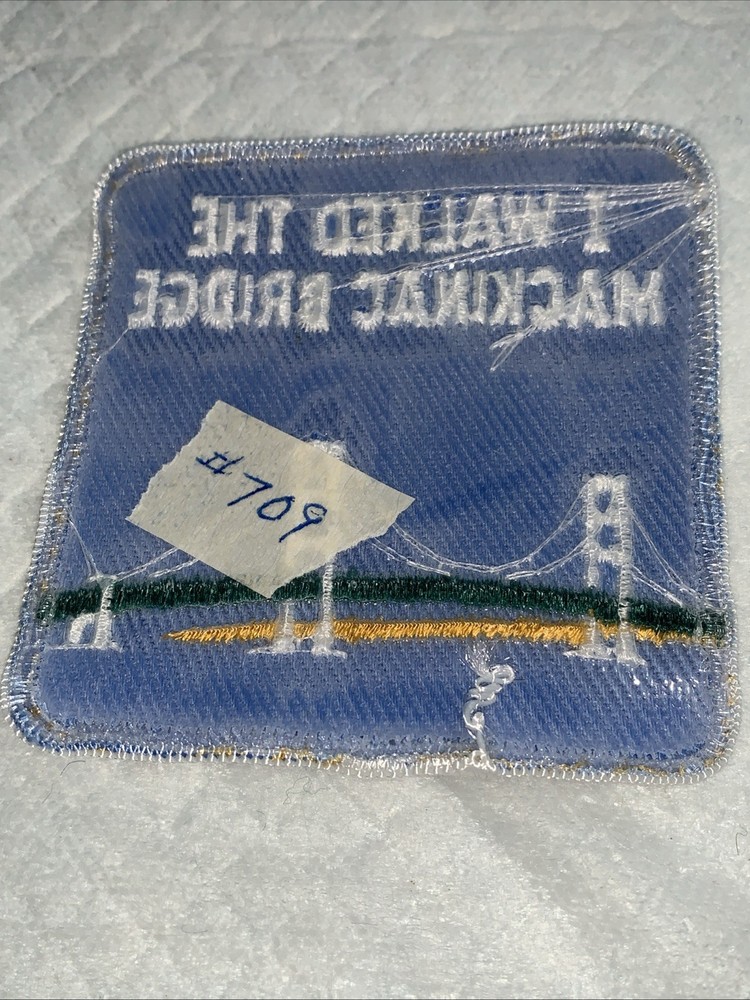 I WALKED THE
MACKINAC BRIDGE
#709